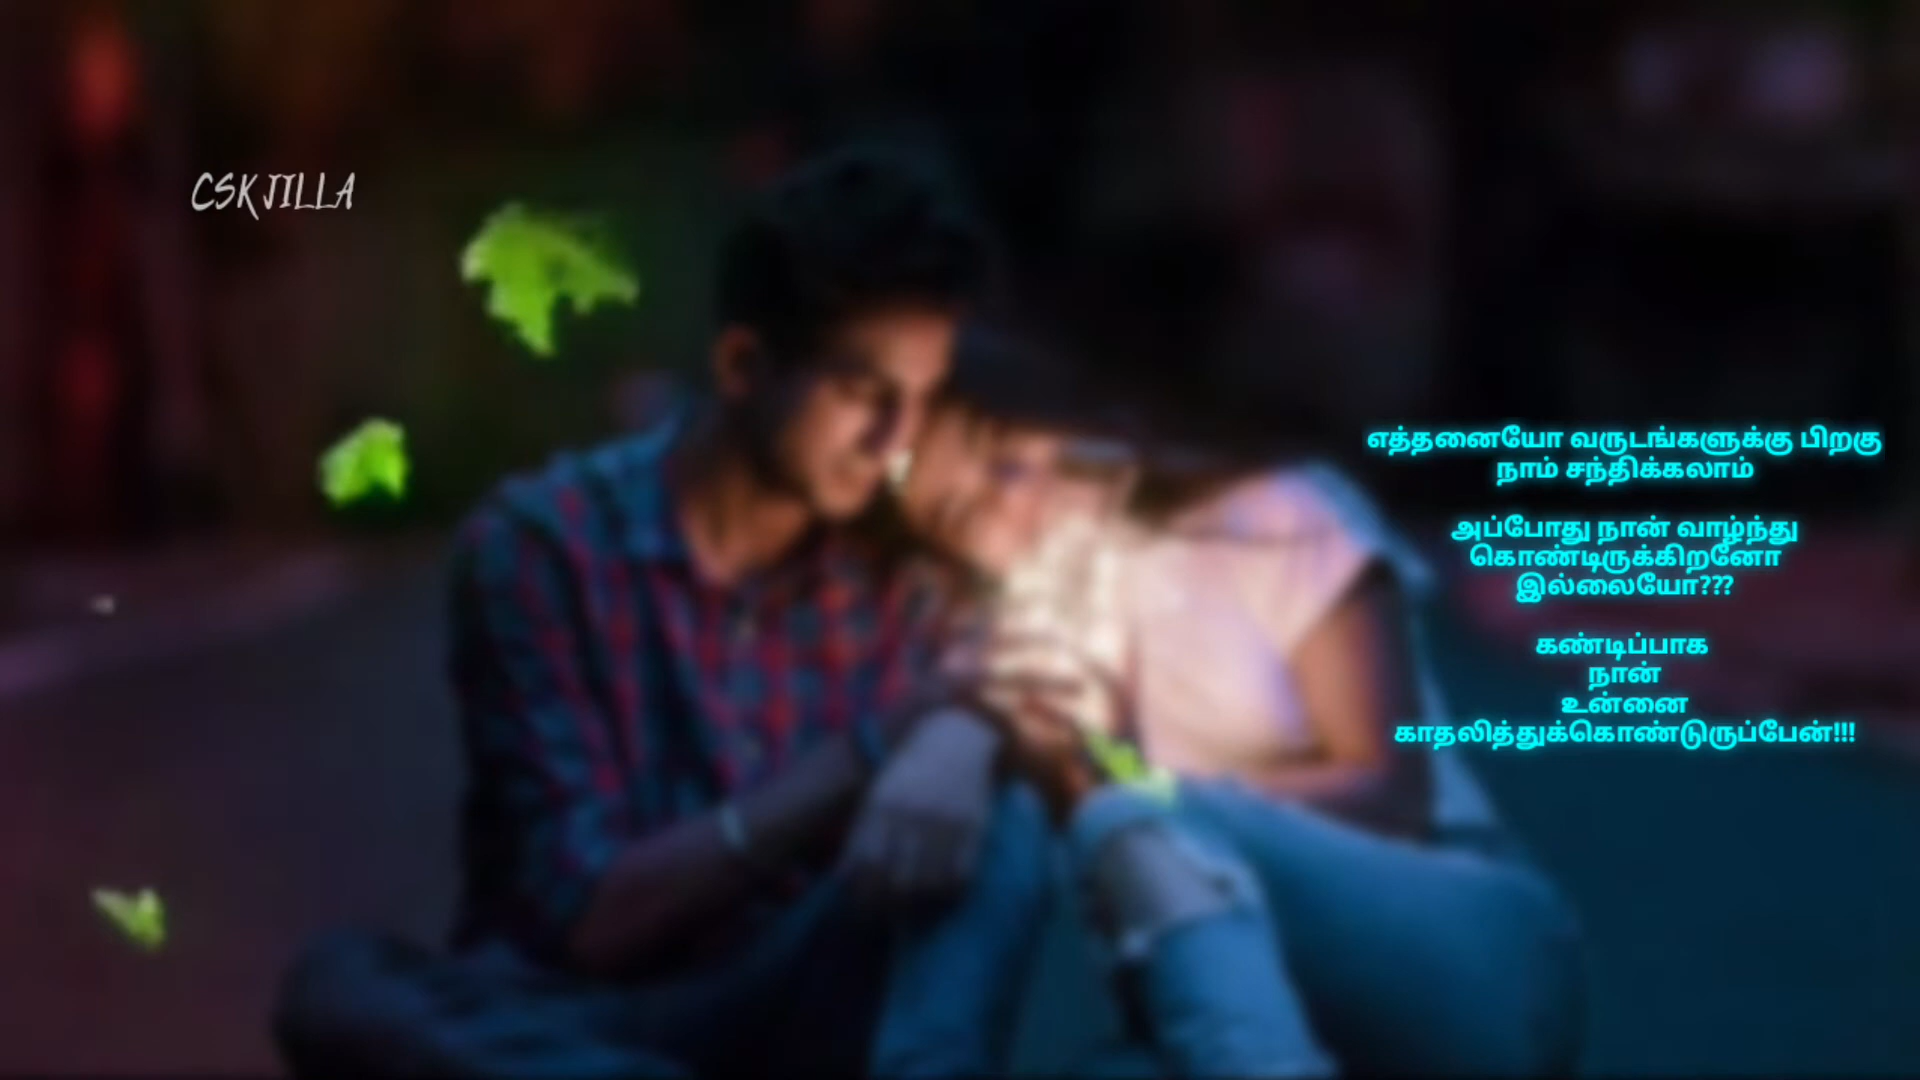 CSKJILLA
எத்தனையோ வருடங்களுக்கு பிறகு
நாம் சந்திக்கலாம்
அப்போது நான் வாழ்ந்து
கொண்டிருக்கிறனோ
இல்லையோ???
கண்டிப்பாக
நான்
உன்னை
காதலித்துக்கொண்டுருப்பேன்!!!